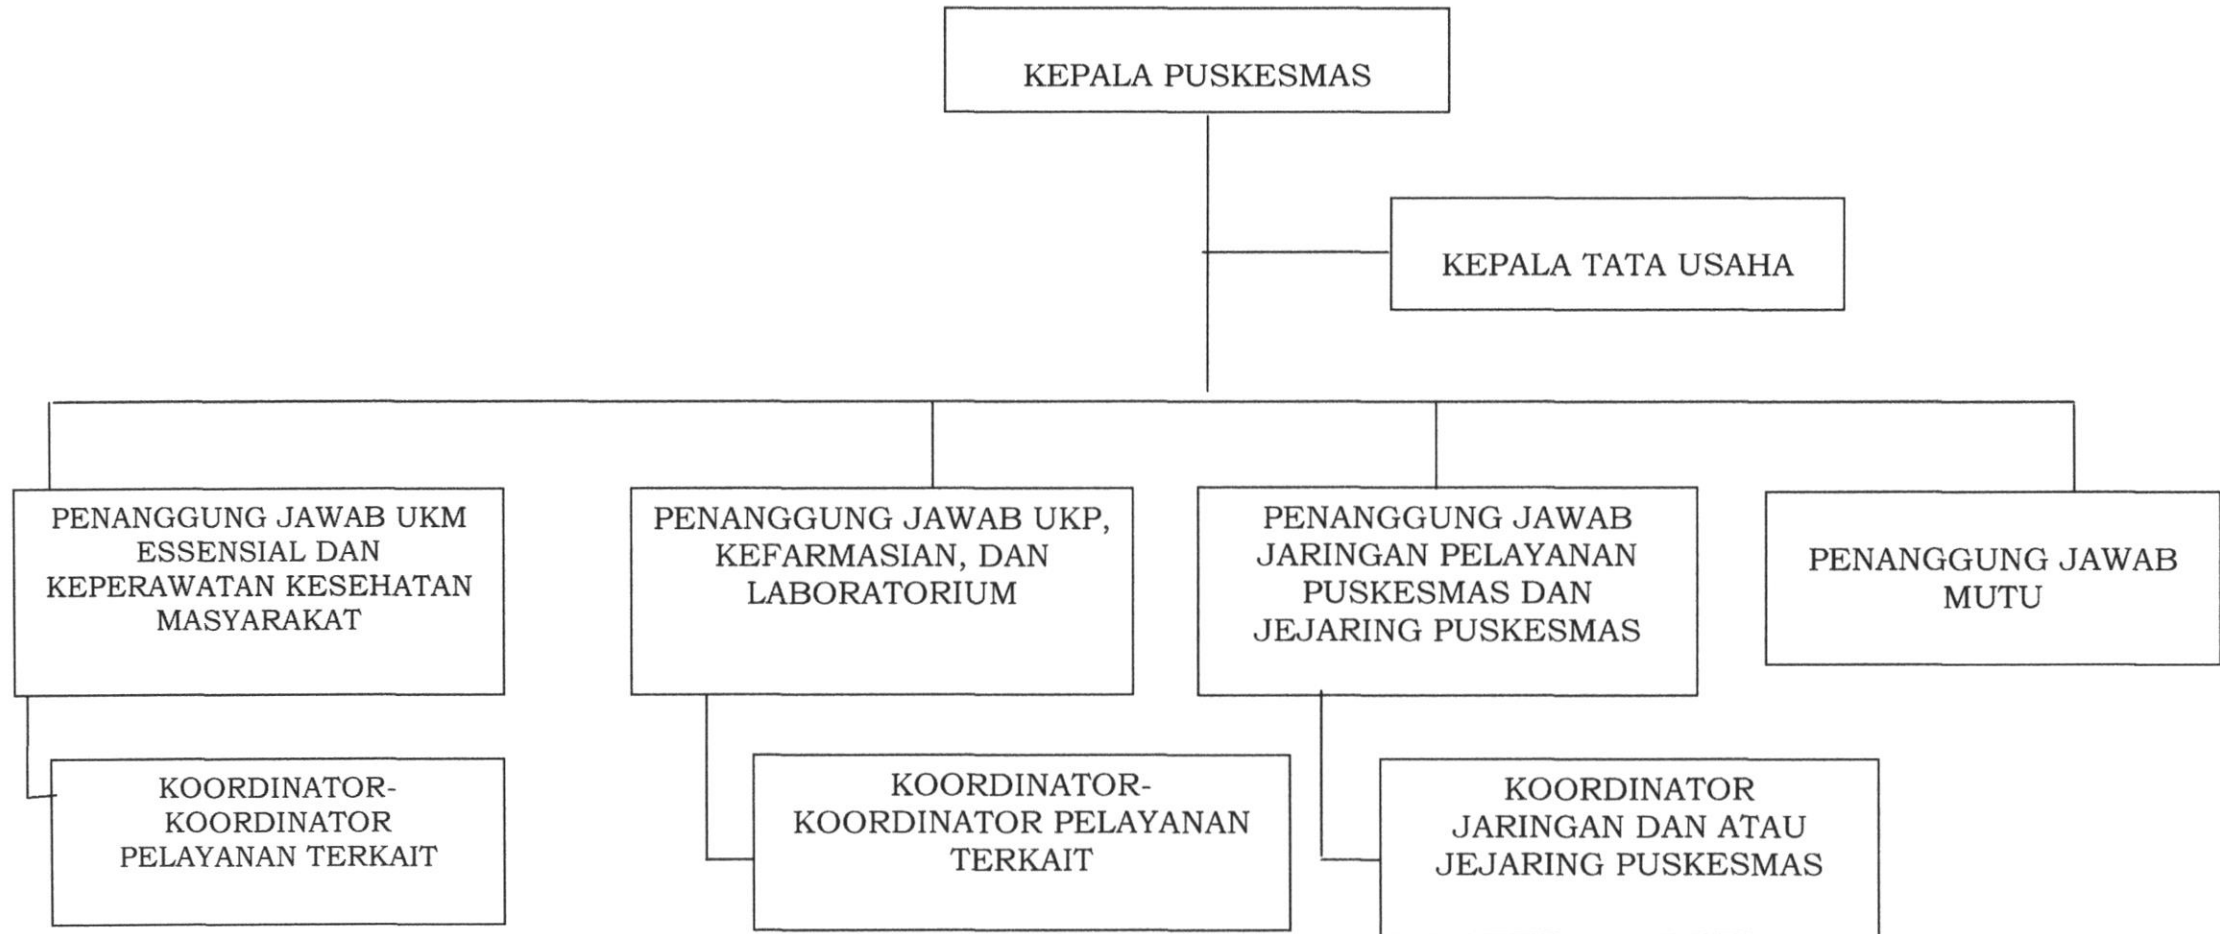 KEPALA PUSKESMAS
KEPALA TATA USAHA
PENANGGUNG JAWAB UKM
ESSENSIAL DAN
KEPERAWATAN KESEHATAN
MASYARAKAT
PENANGGUNG JAWAB UKP,
KEFARMASIAN, DAN
LABORATORIUM
PENANGGUNG JAWAB
JARINGAN PELAYANAN
PUSKESMAS DAN
JEJARING PUSKESMAS
PENANGGUNG JAWAB
MUTU
KOORDINATOR-
KOORDINATOR
PELAYANAN TERKAIT
KOORDINATOR-
KOORDINATOR PELAYANAN
TERKAIT
KOORDINATOR
JARINGAN DAN ATAU
JEJARING PUSKESMAS